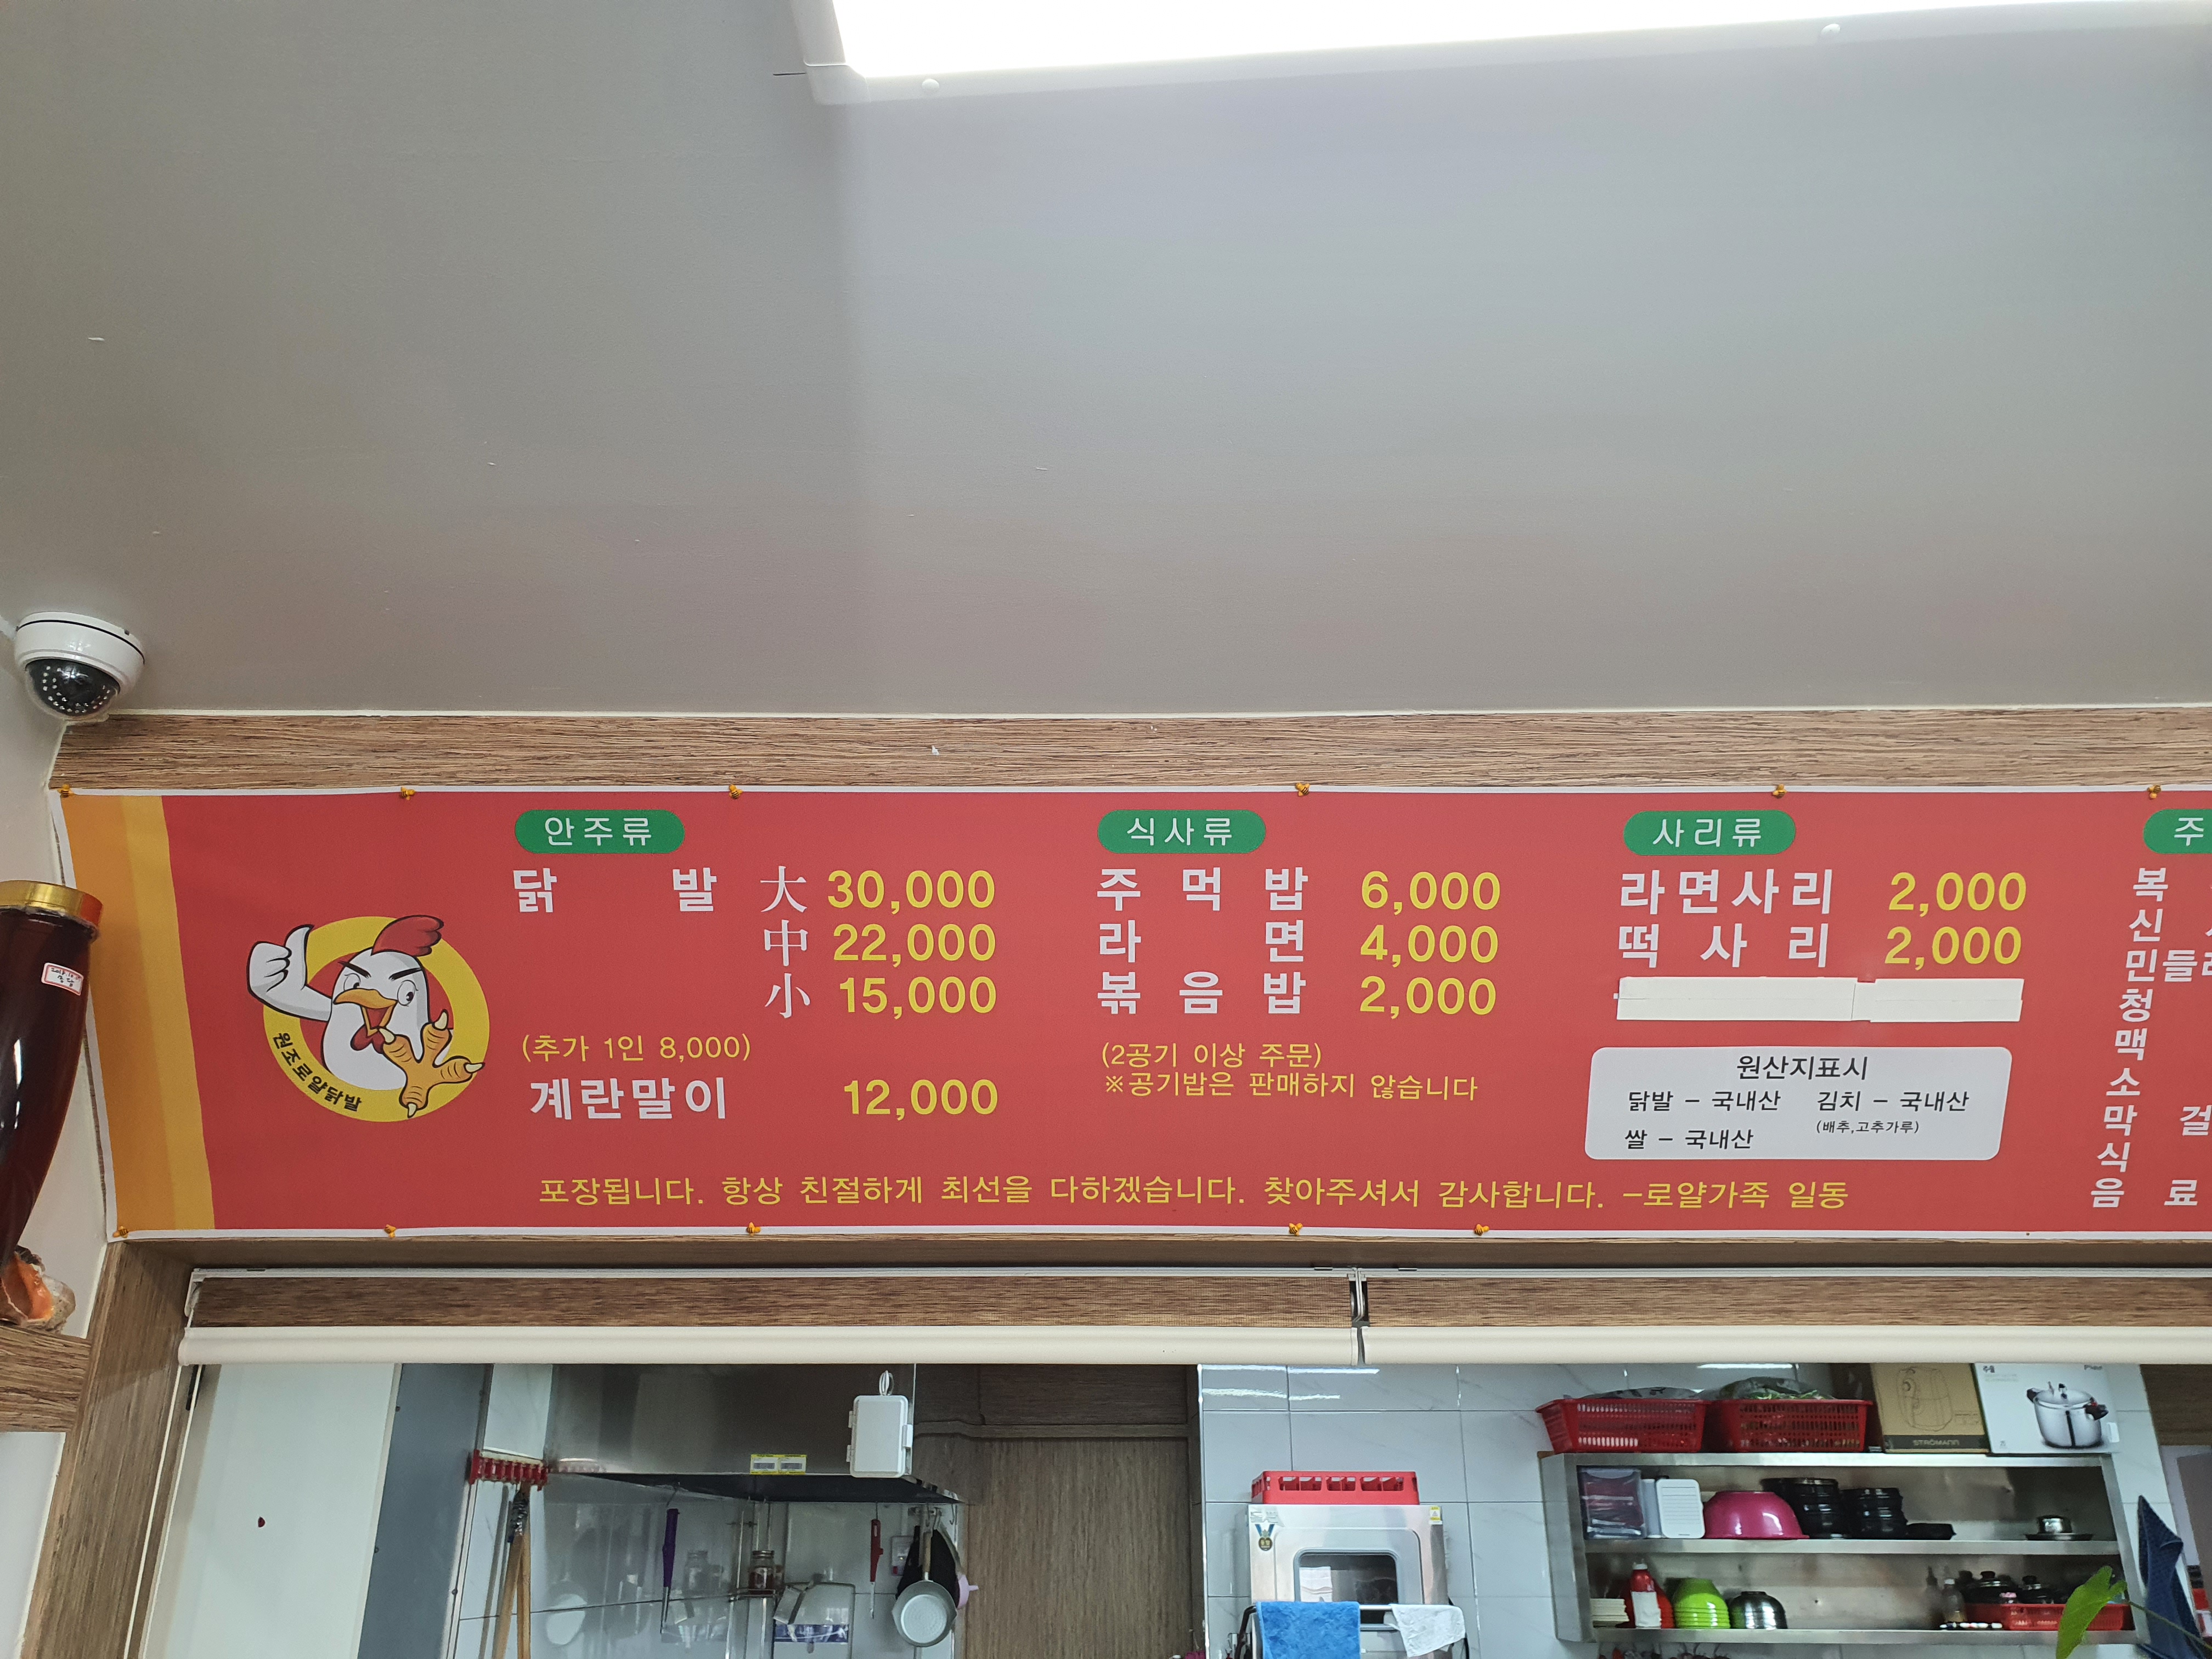 안주류
닭 발 大 30,000
中 22,000
小 15,000
(추가 1인 8,000)
계란말이 12,000
식사류
주먹밥 6,000
라면 4,000
볶음밥 2,000
(2공기 이상 주문)
※공기밥은 판매하지 않습니다
사리류
라면사리 2,000
떡사리 2,000
원산지표시
닭발 - 국내산 김치 - 국내산
(배추,고추가루)
쌀 - 국내산
주
복
신
민들
청
맥
소
막 걸
식
음 료
포장됩니다. 항상 친절하게 최선을 다하겠습니다. 찾아주셔서 감사합니다. -로얄가족 일동
원조로얄닭발
STRÖMANN